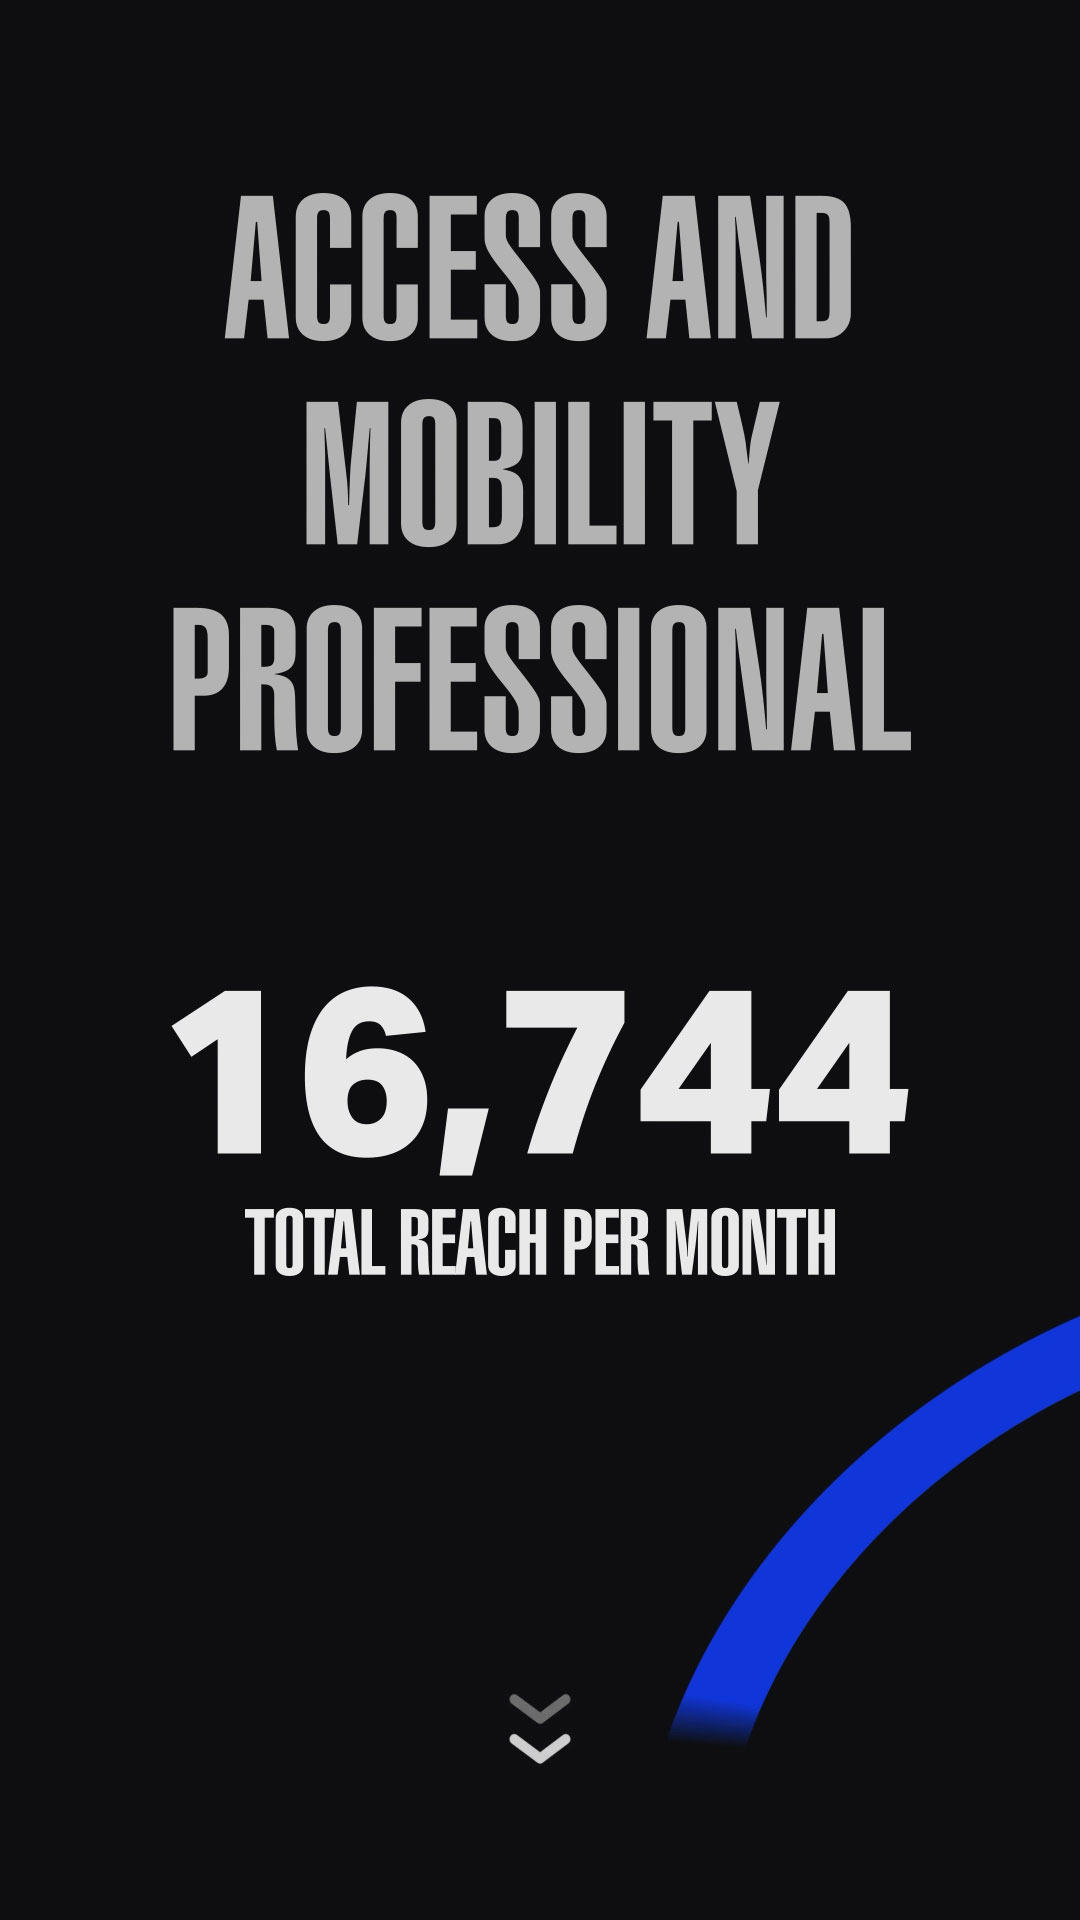 ACCESS AND
MOBILITY
PROFESSIONAL
16,744
TOTAL REACH PER MONTH